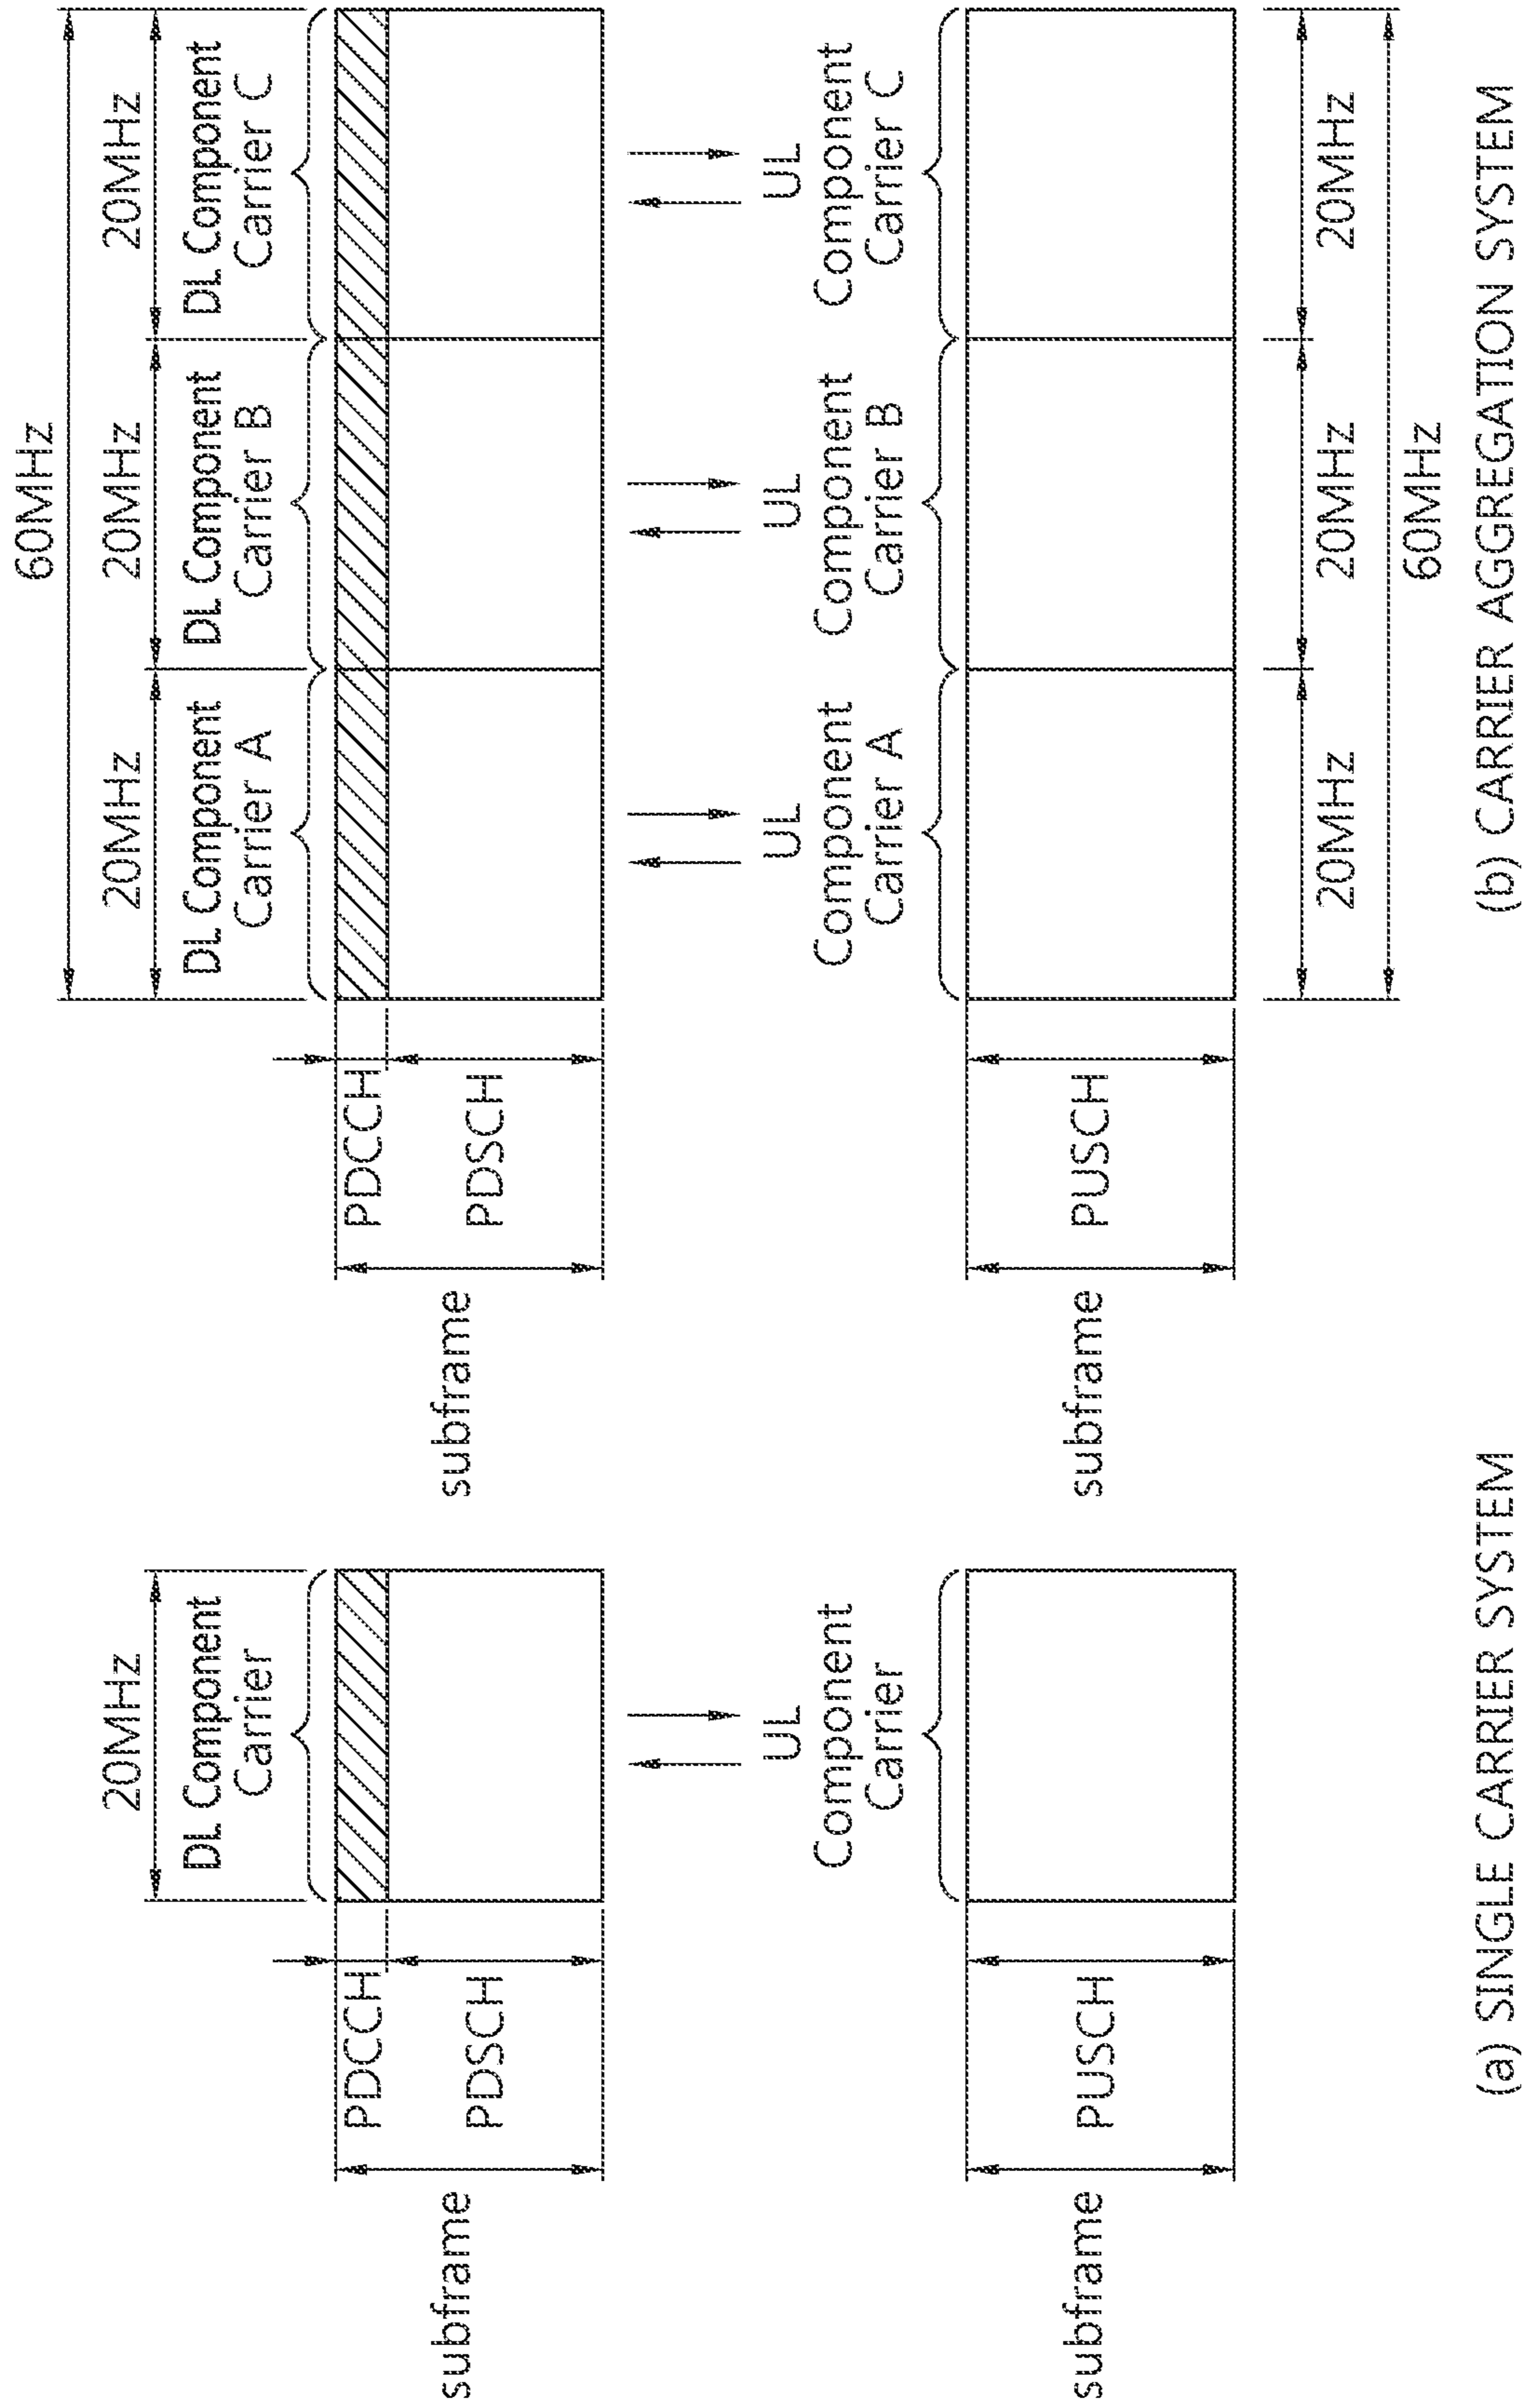 20MHz
DL Component
Carrier
PDCCH
PDSCH
subframe
UL
Component
Carrier
PUSCH
subframe
(a) SINGLE CARRIER SYSTEM
60MHz
20MHz
20MHz
20MHz
DL Component
Carrier A
DL Component
Carrier B
DL Component
Carrier C
PDCCH
PDSCH
subframe
UL
Component
Carrier A
UL
Component
Carrier B
UL
Component
Carrier C
PUSCH
subframe
20MHz
20MHz
20MHz
60MHz
(b) CARRIER AGGREGATION SYSTEM